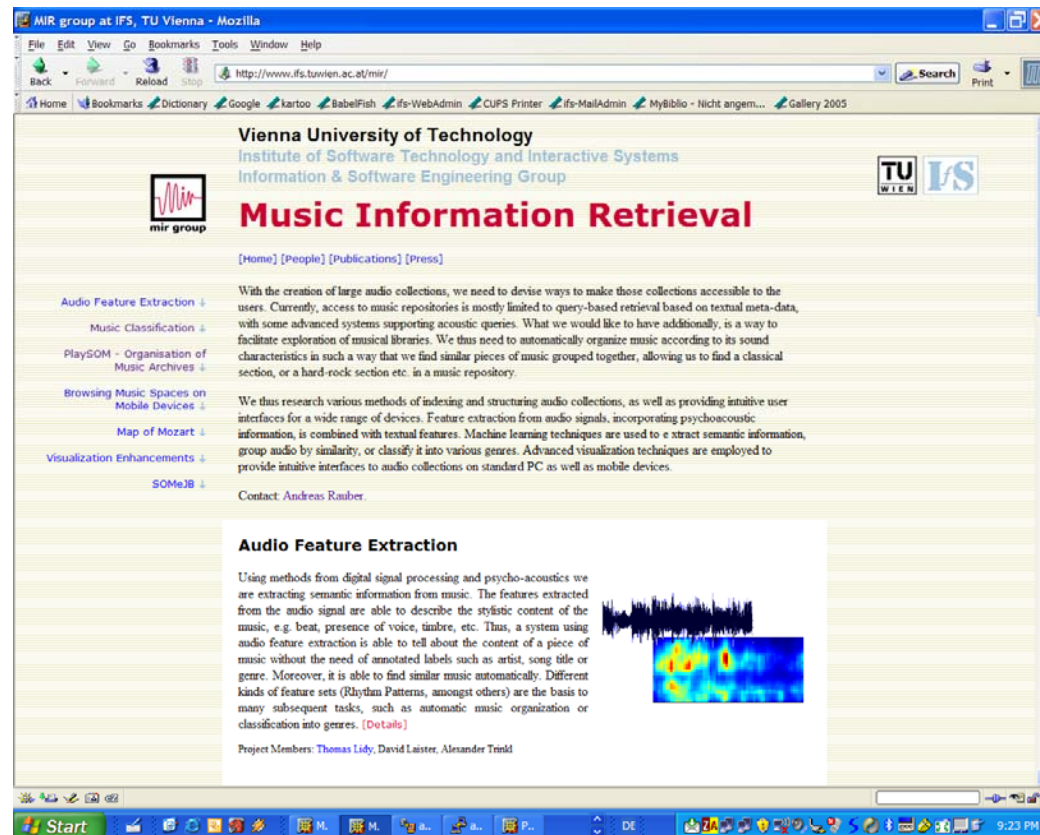 MIR group at IFS, TU Vienna - Mozilla
File Edit View Go Bookmarks Tools Window Help
Back Forward Reload Stop http://www.ifs.tuwien.ac.at/mir/ Search Print
Home Bookmarks Dictionary Google kartoo BabelFish ifs-WebAdmin CUPS Printer ifs-MailAdmin MyBiblio - Nicht angem... Gallery 2005
Vienna University of Technology
Institute of Software Technology and Interactive Systems
Information & Software Engineering Group
TU
WIEN
IfS
Mir
mir group
Music Information Retrieval
[Home] [People] [Publications] [Press]
Audio Feature Extraction ↓
Music Classification ↓
PlaySOM - Organisation of
Music Archives ↓
Browsing Music Spaces on
Mobile Devices ↓
Map of Mozart ↓
Visualization Enhancements ↓
SOMeJB ↓
With the creation of large audio collections, we need to devise ways to make those collections accessible to the
users. Currently, access to music repositories is mostly limited to query-based retrieval based on textual meta-data,
with some advanced systems supporting acoustic queries. What we would like to have additionally, is a way to
facilitate exploration of musical libraries. We thus need to automatically organize music according to its sound
characteristics in such a way that we find similar pieces of music grouped together, allowing us to find a classical
section, or a hard-rock section etc. in a music repository.
We thus research various methods of indexing and structuring audio collections, as well as providing intuitive user
interfaces for a wide range of devices. Feature extraction from audio signals, incorporating psychoacoustic
information, is combined with textual features. Machine learning techniques are used to e xtract semantic information,
group audio by similarity, or classify it into various genres. Advanced visualization techniques are employed to
provide intuitive interfaces to audio collections on standard PC as well as mobile devices.
Contact: Andreas Rauber.
Audio Feature Extraction
Using methods from digital signal processing and psycho-acoustics we
are extracting semantic information from music. The features extracted
from the audio signal are able to describe the stylistic content of the
music, e.g. beat, presence of voice, timbre, etc. Thus, a system using
audio feature extraction is able to tell about the content of a piece of
music without the need of annotated labels such as artist, song title or
genre. Moreover, it is able to find similar music automatically. Different
kinds of feature sets (Rhythm Patterns, amongst others) are the basis to
many subsequent tasks, such as automatic music organization or
classification into genres. [Details]
Project Members: Thomas Lidy, David Laister, Alexander Trinkl
Start M. M. a.. a.. P.. DE 9:23 PM